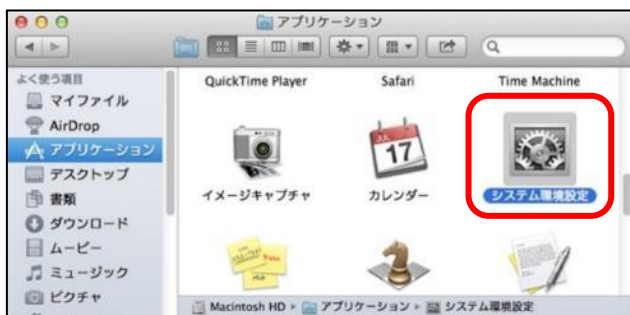 アプリケーション
よく使う項目
マイファイル
AirDrop
アプリケーション
デスクトップ
書類
ダウンロード
ムービー
ミュージック
ピクチャ
QuickTime Player
Safari
Time Machine
JUL
17
イメージキャプチャ
カレンダー
システム環境設定
Macintosh HD ▸ アプリケーション ▸ システム環境設定